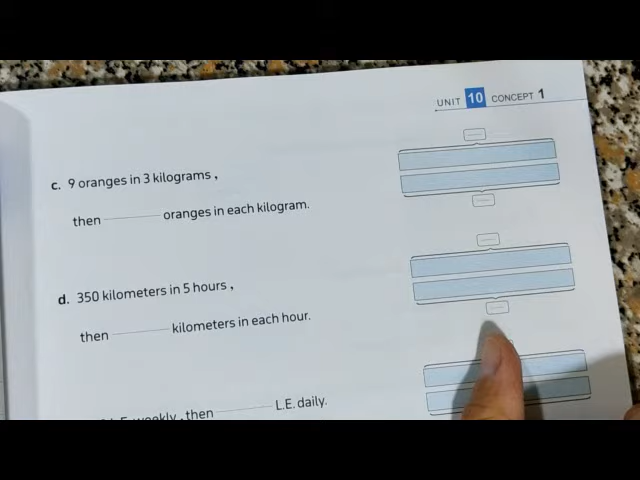 UNIT 10 CONCEPT 1
c. 9 oranges in 3 kilograms ,
then oranges in each kilogram.
d. 350 kilometers in 5 hours ,
then kilometers in each hour.
L.E. weekly , then L.E. daily.